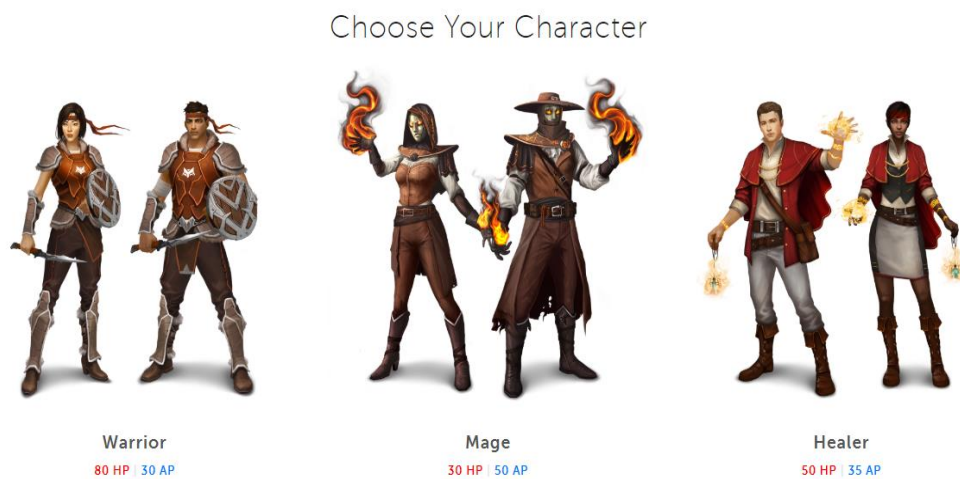 Choose Your Character
Warrior
80 HP | 30 AP
Mage
30 HP | 50 AP
Healer
50 HP | 35 AP